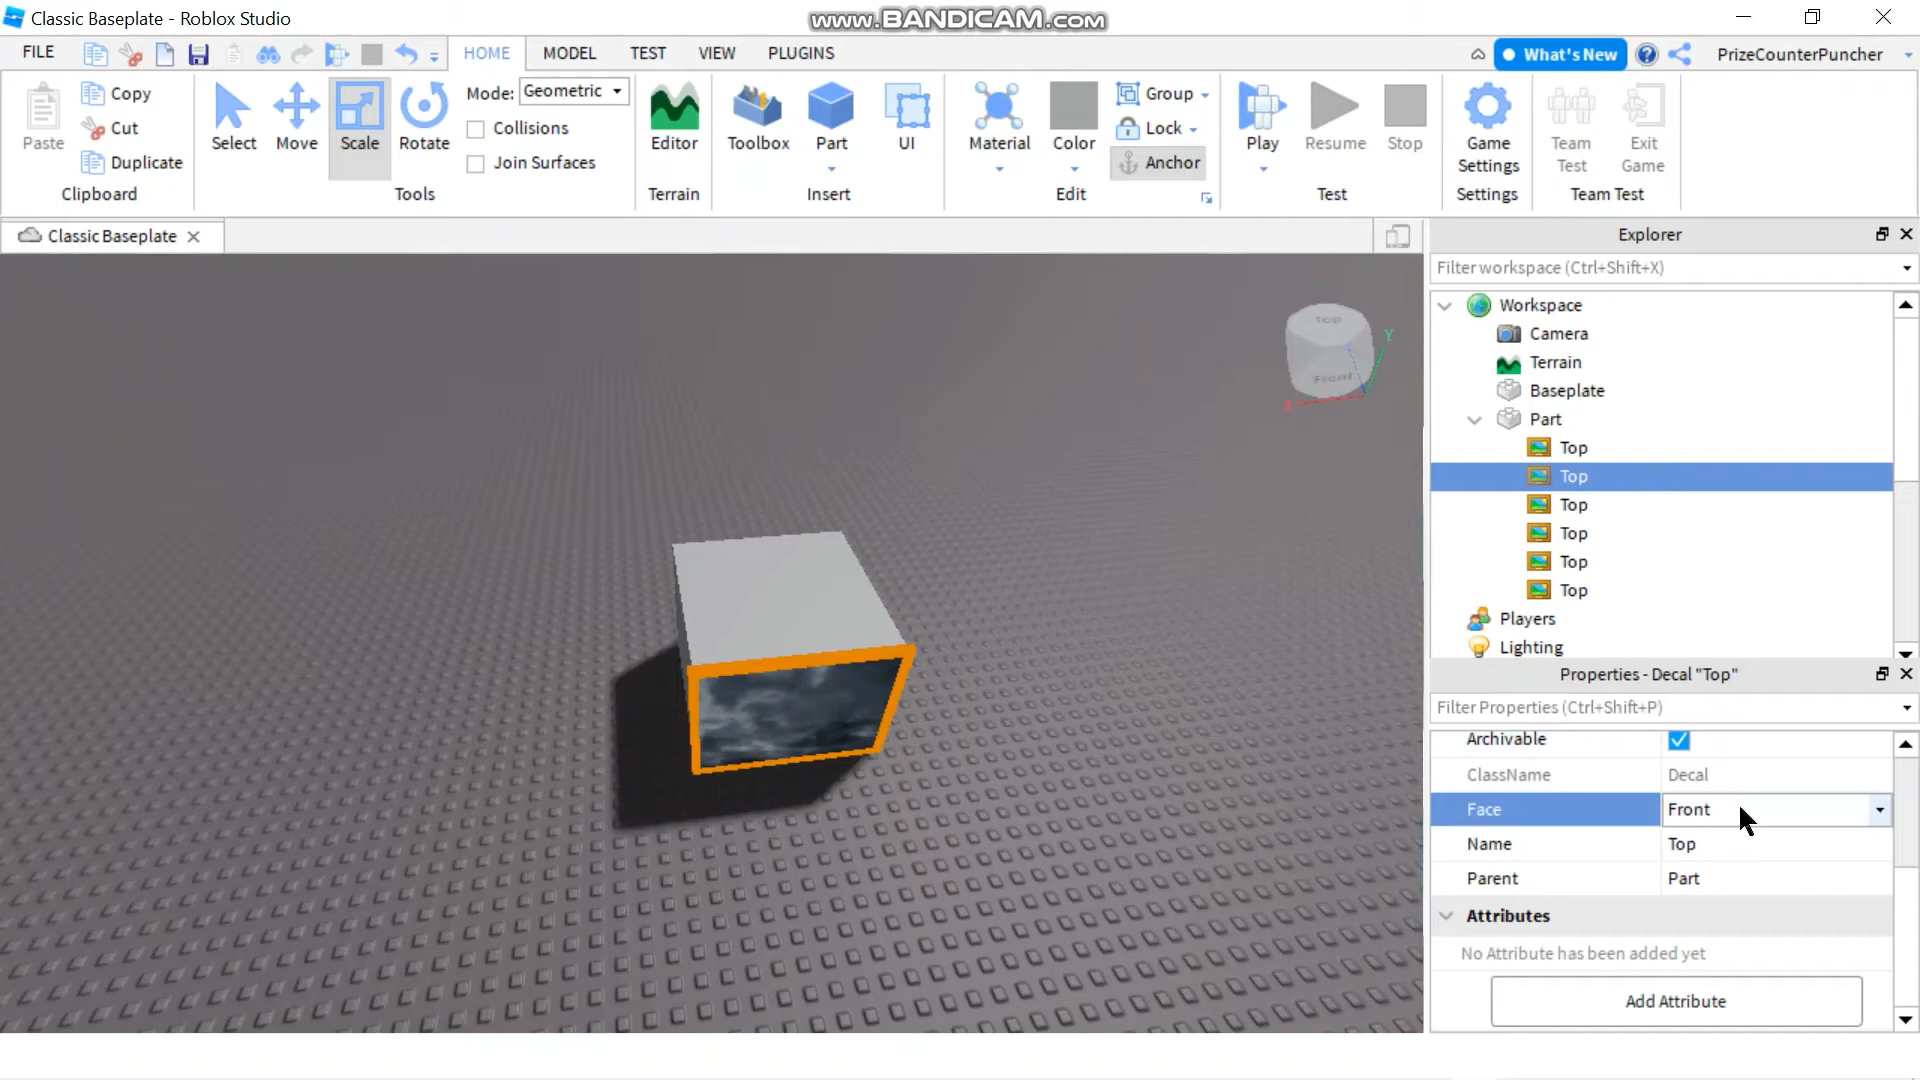 Classic Baseplate - Roblox Studio
www.BANDICAM.com
FILE
HOME
MODEL
TEST
VIEW
PLUGINS
What's New
PrizeCounterPuncher
Paste
Copy
Cut
Duplicate
Clipboard
Select
Move
Scale
Rotate
Mode: Geometric
Collisions
Join Surfaces
Tools
Editor
Terrain
Toolbox
Part
UI
Insert
Material
Color
Group
Lock
Anchor
Edit
Play
Resume
Stop
Test
Game
Settings
Settings
Team
Test
Exit
Game
Team Test
Classic Baseplate
Top
Front
X
Y
Explorer
Filter workspace (Ctrl+Shift+X)
Workspace
Camera
Terrain
Baseplate
Part
Top
Top
Top
Top
Top
Top
Players
Lighting
Properties - Decal "Top"
Filter Properties (Ctrl+Shift+P)
Archivable
ClassName Decal
Face Front
Name Top
Parent Part
Attributes
No Attribute has been added yet
Add Attribute